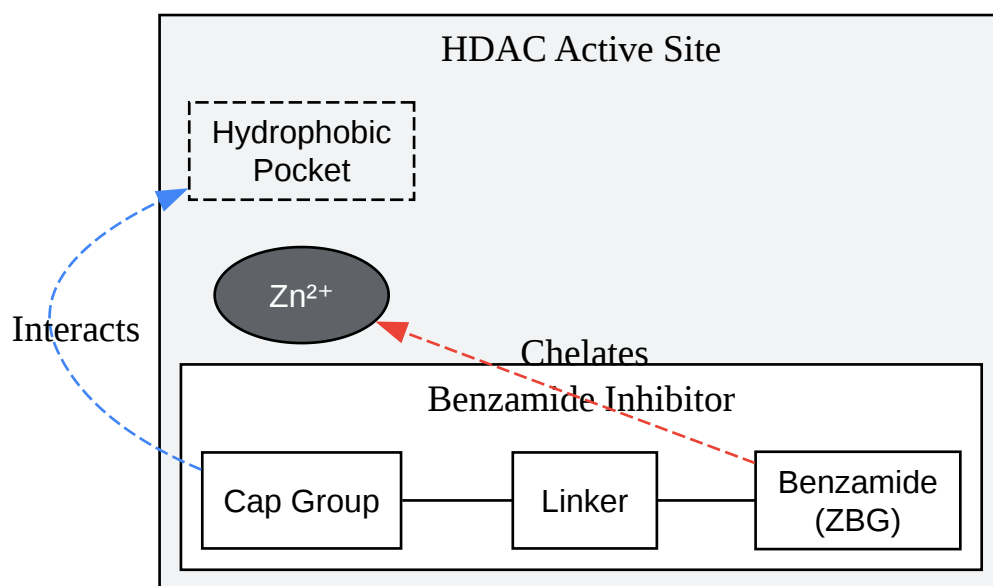 HDAC Active Site
Hydrophobic
Pocket
Zn²⁺
Interacts
Chelates
Benzamide Inhibitor
Cap Group
Linker
Benzamide
(ZBG)